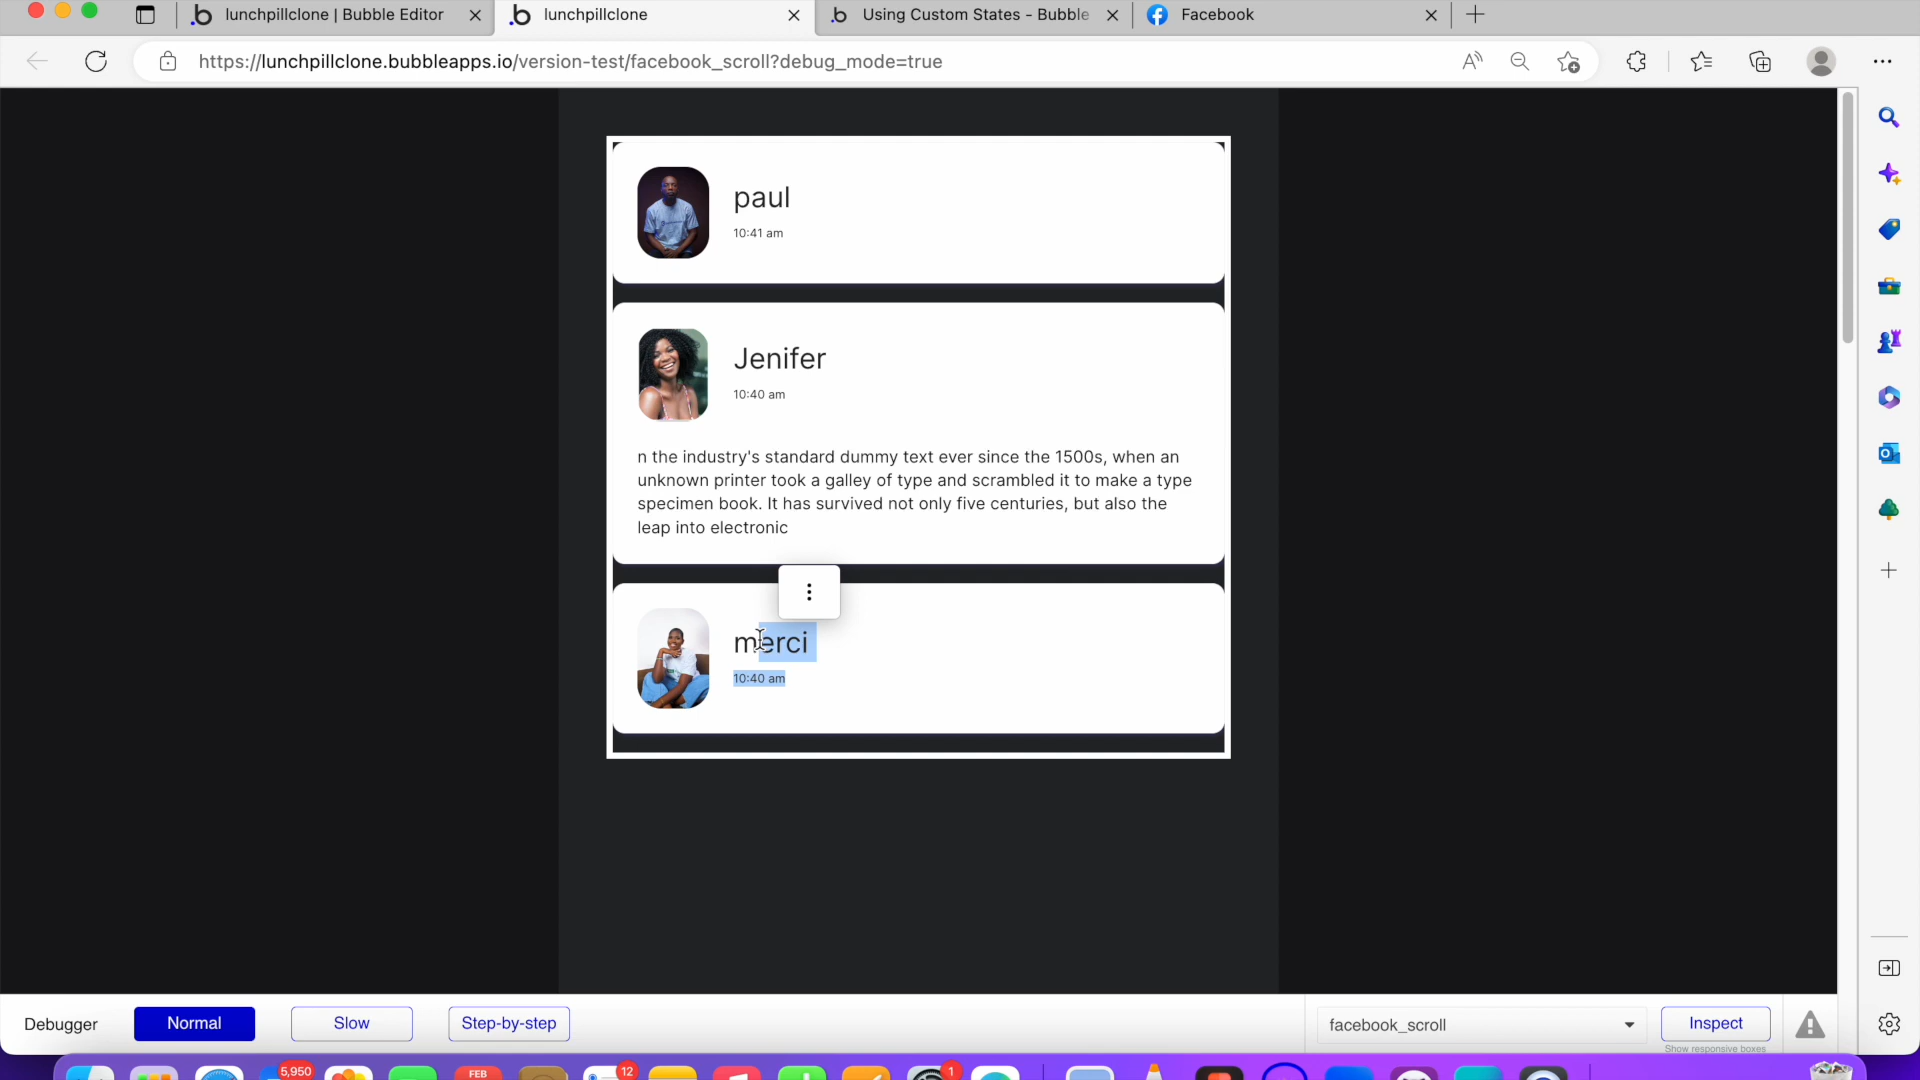 lunchpillclone | Bubble Editor
lunchpillclone
Using Custom States - Bubble
Facebook
https://lunchpillclone.bubbleapps.io/version-test/facebook_scroll?debug_mode=true
paul
10:41 am
Jenifer
10:40 am
n the industry's standard dummy text ever since the 1500s, when an
unknown printer took a galley of type and scrambled it to make a type
specimen book. It has survived not only five centuries, but also the
leap into electronic
merci
10:40 am
Debugger
Normal
Slow
Step-by-step
facebook_scroll
Inspect
Show responsive boxes
5,950
FEB
12
1